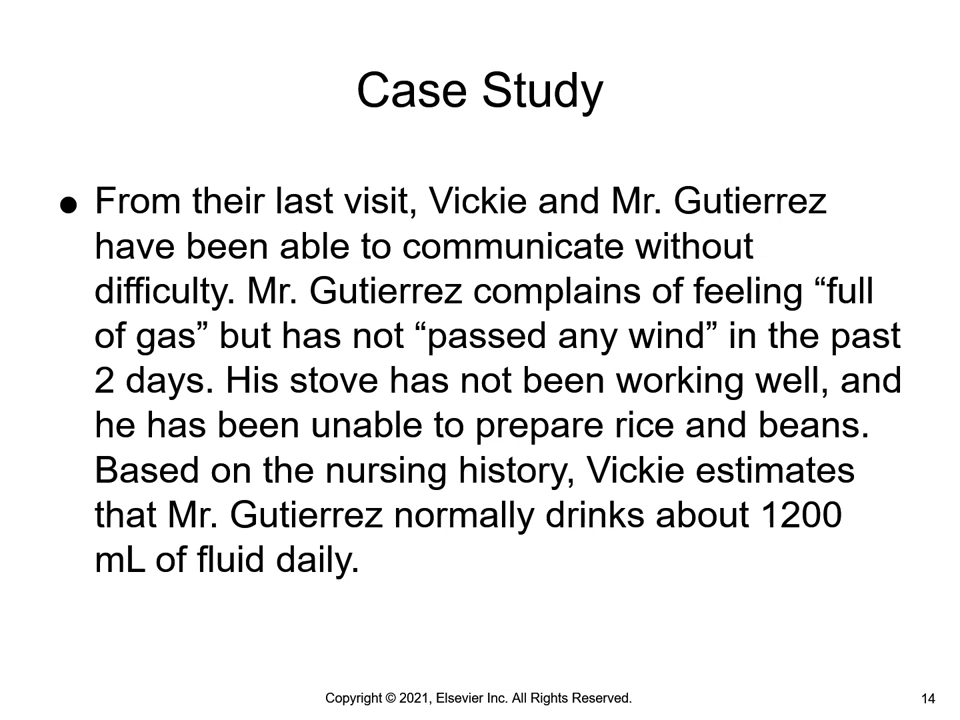 Case Study
● From their last visit, Vickie and Mr. Gutierrez
have been able to communicate without
difficulty. Mr. Gutierrez complains of feeling “full
of gas” but has not “passed any wind” in the past
2 days. His stove has not been working well, and
he has been unable to prepare rice and beans.
Based on the nursing history, Vickie estimates
that Mr. Gutierrez normally drinks about 1200
mL of fluid daily.
Copyright © 2021, Elsevier Inc. All Rights Reserved.
14